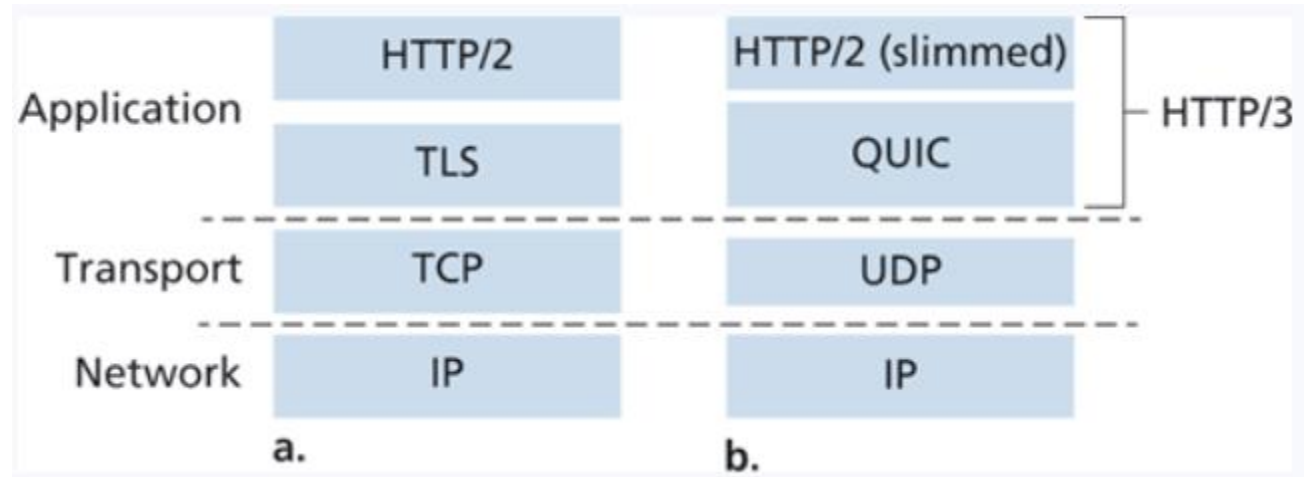 HTTP/2
HTTP/2 (slimmed)
Application
HTTP/3
TLS
QUIC
Transport
TCP
UDP
Network
IP
IP
a.
b.